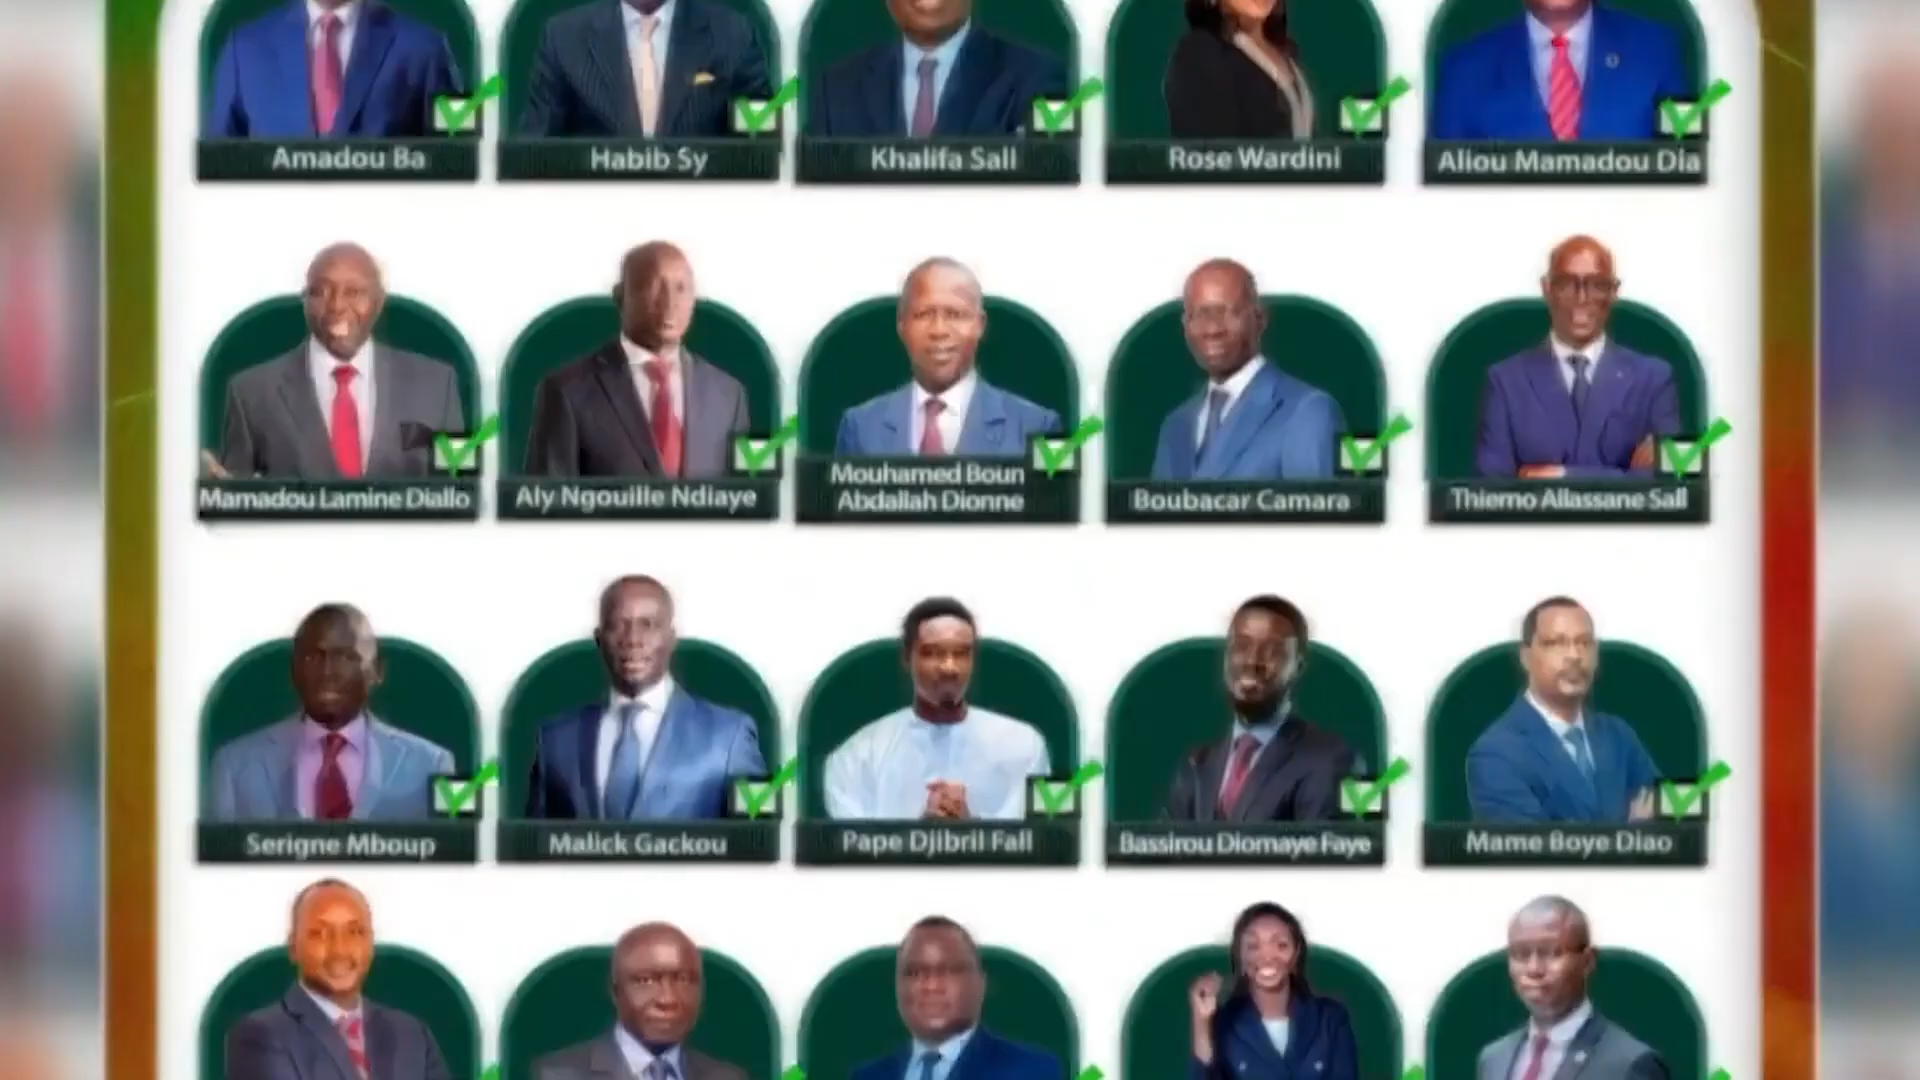 Amadou Ba
Habib Sy
Khalifa Sall
Rose Wardini
Aliou Mamadou Dia
Mamadou Lamine Diallo
Aly Ngouille Ndiaye
Mouhamed Boun
Abdallah Dionne
Boubacar Camara
Thierno Allassane Sall
Serigne Mboup
Malick Gackou
Pape Djibril Fall
Bassirou Diomaye Faye
Mame Boye Diao